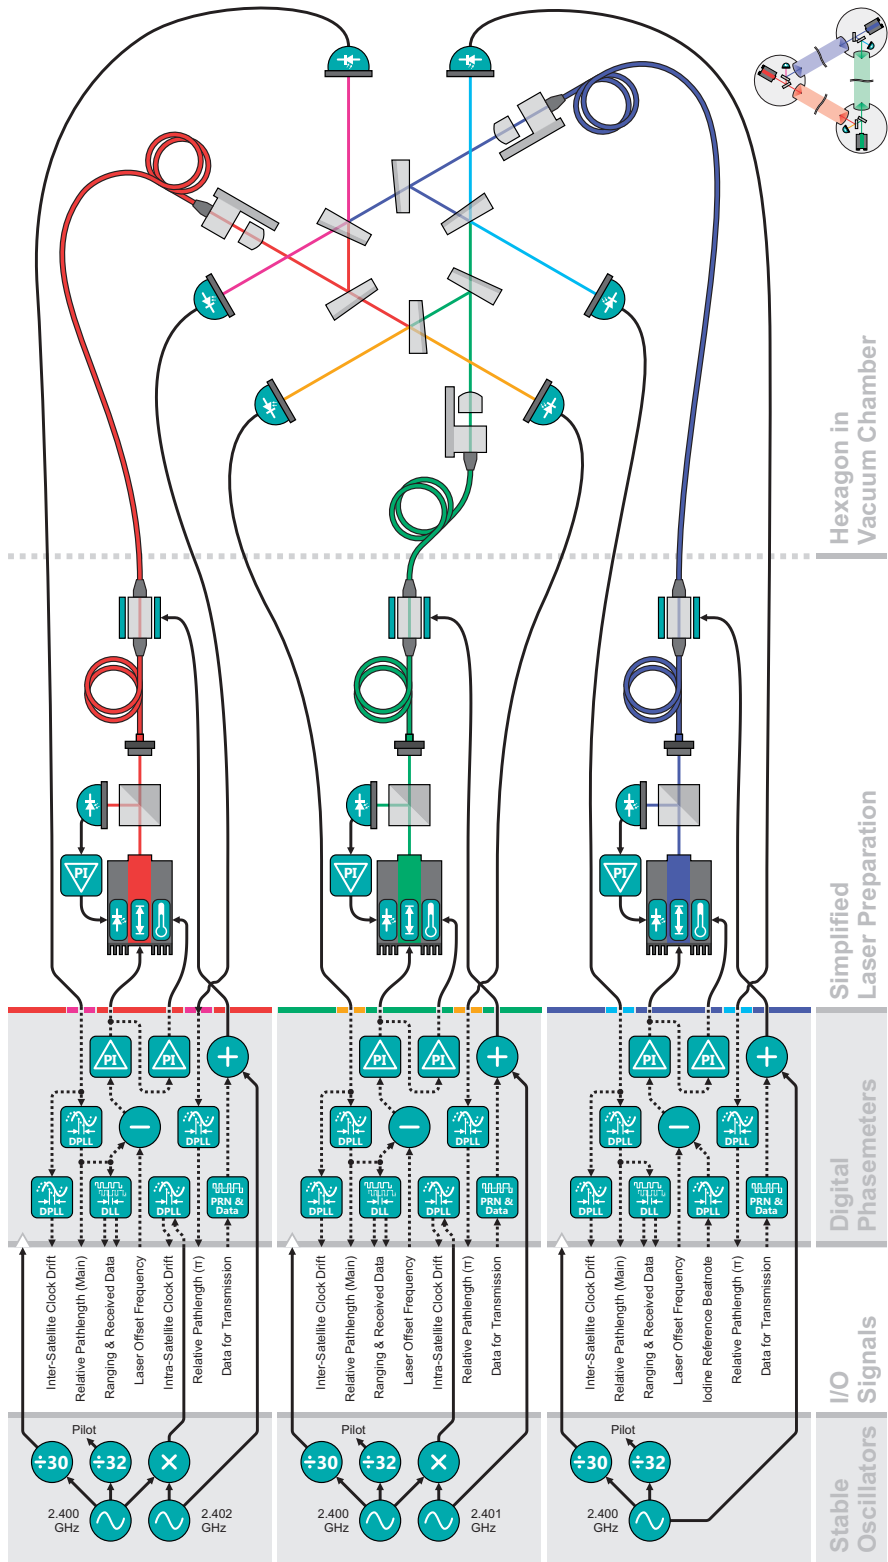 Hexagon in
Vacuum Chamber
PI
PI
PI
Simplified
Laser Preparation
PI
PI
+
PI
PI
+
PI
PI
+
DPLL
−
DPLL
DPLL
−
DPLL
DPLL
−
DPLL
DPLL
DLL
DPLL
PRN &
Data
DPLL
DLL
DPLL
PRN &
Data
DPLL
DLL
DPLL
PRN &
Data
Digital
Phasemeters
Inter-Satellite Clock Drift
Relative Pathlength (Main)
Ranging & Received Data
Laser Offset Frequency
Intra-Satellite Clock Drift
Relative Pathlength (π)
Data for Transmission
Inter-Satellite Clock Drift
Relative Pathlength (Main)
Ranging & Received Data
Laser Offset Frequency
Intra-Satellite Clock Drift
Relative Pathlength (π)
Data for Transmission
Inter-Satellite Clock Drift
Relative Pathlength (Main)
Ranging & Received Data
Laser Offset Frequency
Iodine Reference Beatnote
Relative Pathlength (π)
Data for Transmission
I/O
Signals
Pilot
Pilot
Pilot
÷30
÷32
×
÷30
÷32
×
÷30
÷32
2.400
GHz
2.402
GHz
2.400
GHz
2.401
GHz
2.400
GHz
Stable
Oscillators